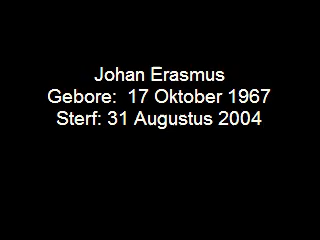 Johan Erasmus
Gebore:  17 Oktober 1967
Sterf: 31 Augustus 2004